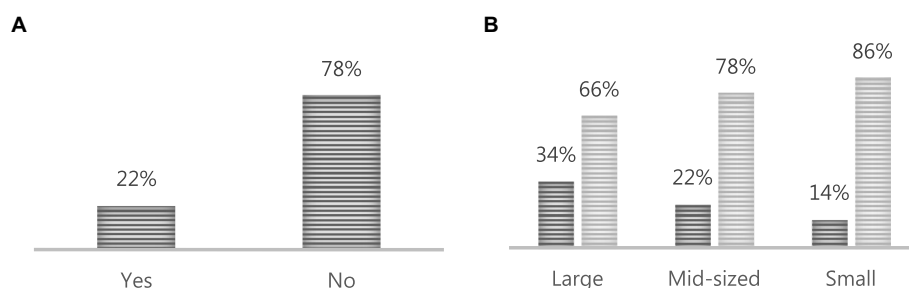 A
78%
22%
Yes
No
B
86%
78%
66%
34%
22%
14%
Large
Mid-sized
Small